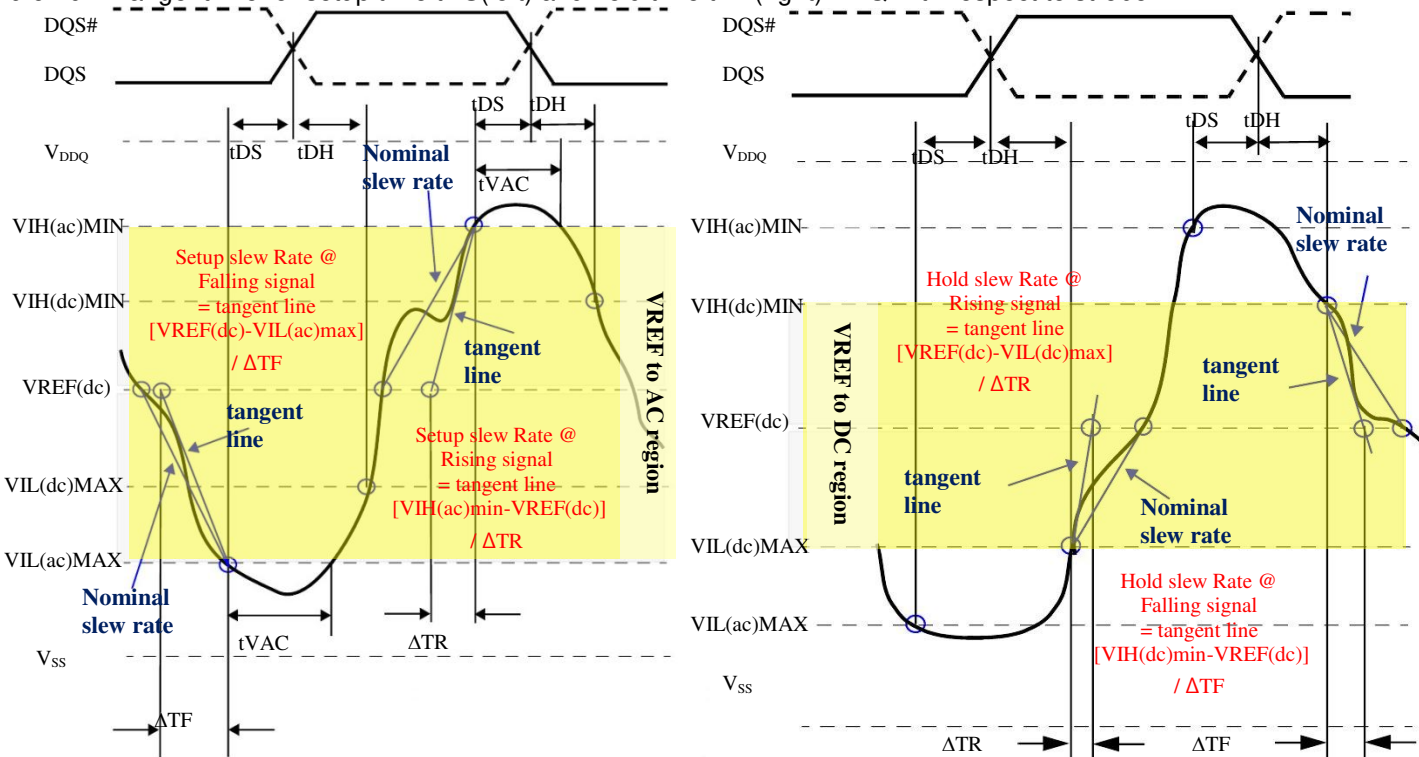 DQS#
DQS
tDS
tDH
tDS
tDH
VDDQ
Nominal
slew rate
tVAC
VIH(ac)MIN
Setup slew Rate @
Falling signal
= tangent line
[VREF(dc)-VIL(ac)max]
/ ΔTF
VIH(dc)MIN
tangent
line
VREF(dc)
tangent
line
Setup slew Rate @
Rising signal
= tangent line
[VIH(ac)min-VREF(dc)]
/ ΔTR
VREF to AC region
VIL(dc)MAX
VIL(ac)MAX
Nominal
slew rate
tVAC
ΔTR
VSS
ΔTF
DQS#
DQS
tDS
tDH
tDS
tDH
VDDQ
VIH(ac)MIN
Nominal
slew rate
Hold slew Rate @
Rising signal
= tangent line
[VREF(dc)-VIL(dc)max]
/ ΔTR
VIH(dc)MIN
VREF to DC region
tangent
line
VREF(dc)
tangent
line
Nominal
slew rate
VIL(dc)MAX
Hold slew Rate @
Falling signal
= tangent line
[VIH(dc)min-VREF(dc)]
/ ΔTF
VIL(ac)MAX
VSS
ΔTR
ΔTF